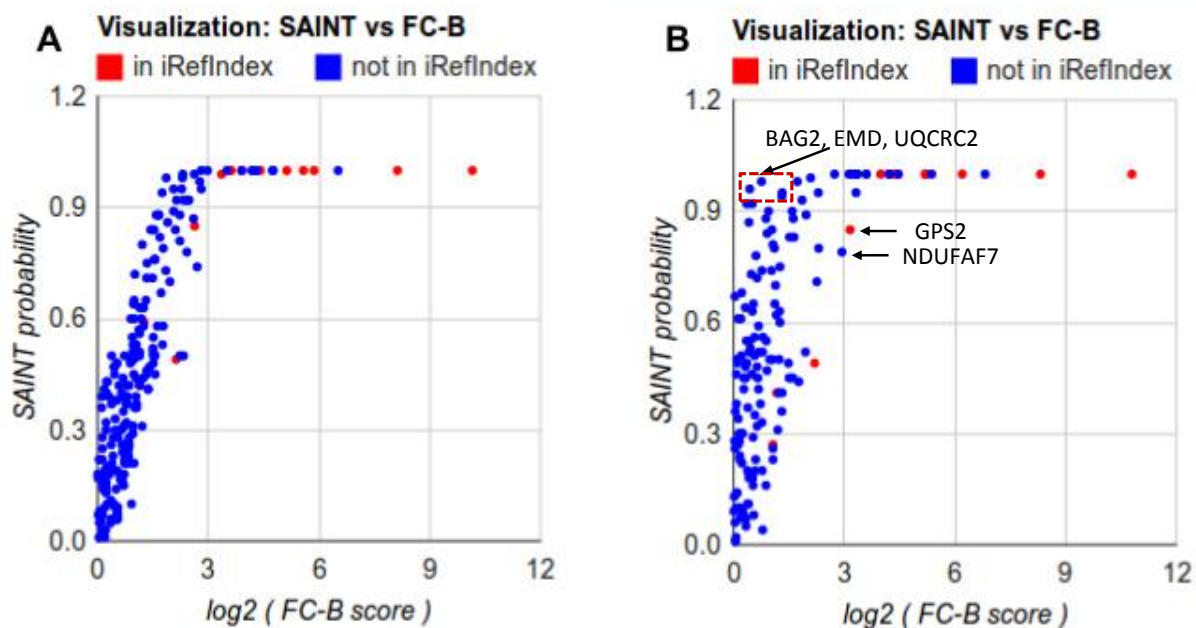 A
Visualization: SAINT vs FC-B
in iRefIndex
not in iRefIndex
SAINT probability
1.2
0.9
0.6
0.3
0.0
0
3
6
9
12
log2 ( FC-B score )
B
Visualization: SAINT vs FC-B
in iRefIndex
not in iRefIndex
SAINT probability
1.2
0.9
0.6
0.3
0.0
BAG2, EMD, UQCRC2
GPS2
NDUFAF7
0
3
6
9
12
log2 ( FC-B score )